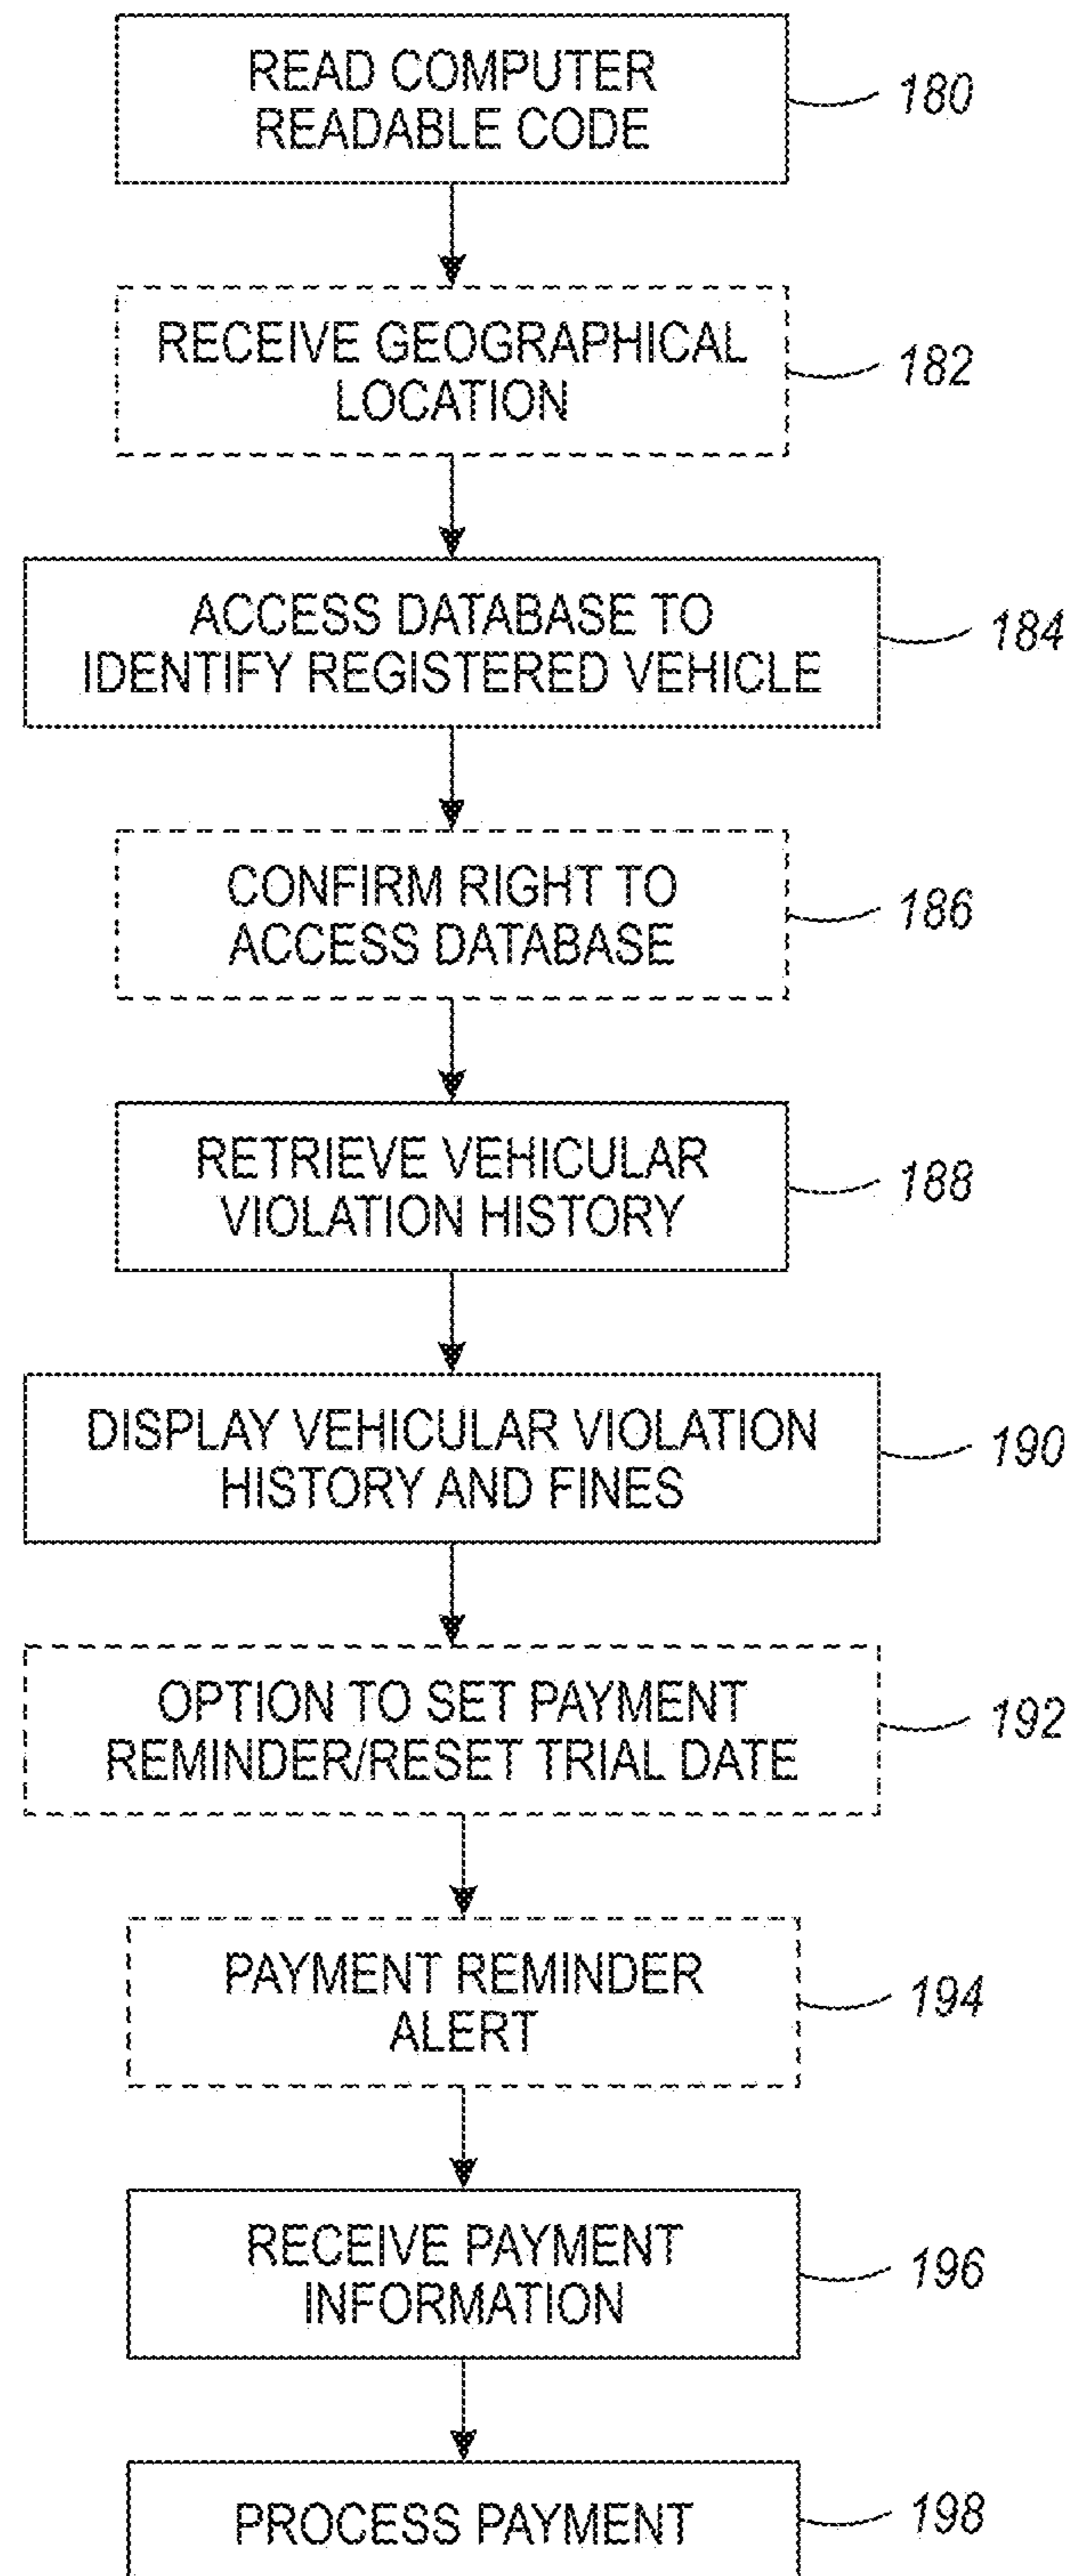 READ COMPUTER
READABLE CODE
180
RECEIVE GEOGRAPHICAL
LOCATION
182
ACCESS DATABASE TO
IDENTIFY REGISTERED VEHICLE
184
CONFIRM RIGHT TO
ACCESS DATABASE
186
RETRIEVE VEHICULAR
VIOLATION HISTORY
188
DISPLAY VEHICULAR VIOLATION
HISTORY AND FINES
190
OPTION TO SET PAYMENT
REMINDER/RESET TRIAL DATE
192
PAYMENT REMINDER
ALERT
194
RECEIVE PAYMENT
INFORMATION
196
PROCESS PAYMENT
198